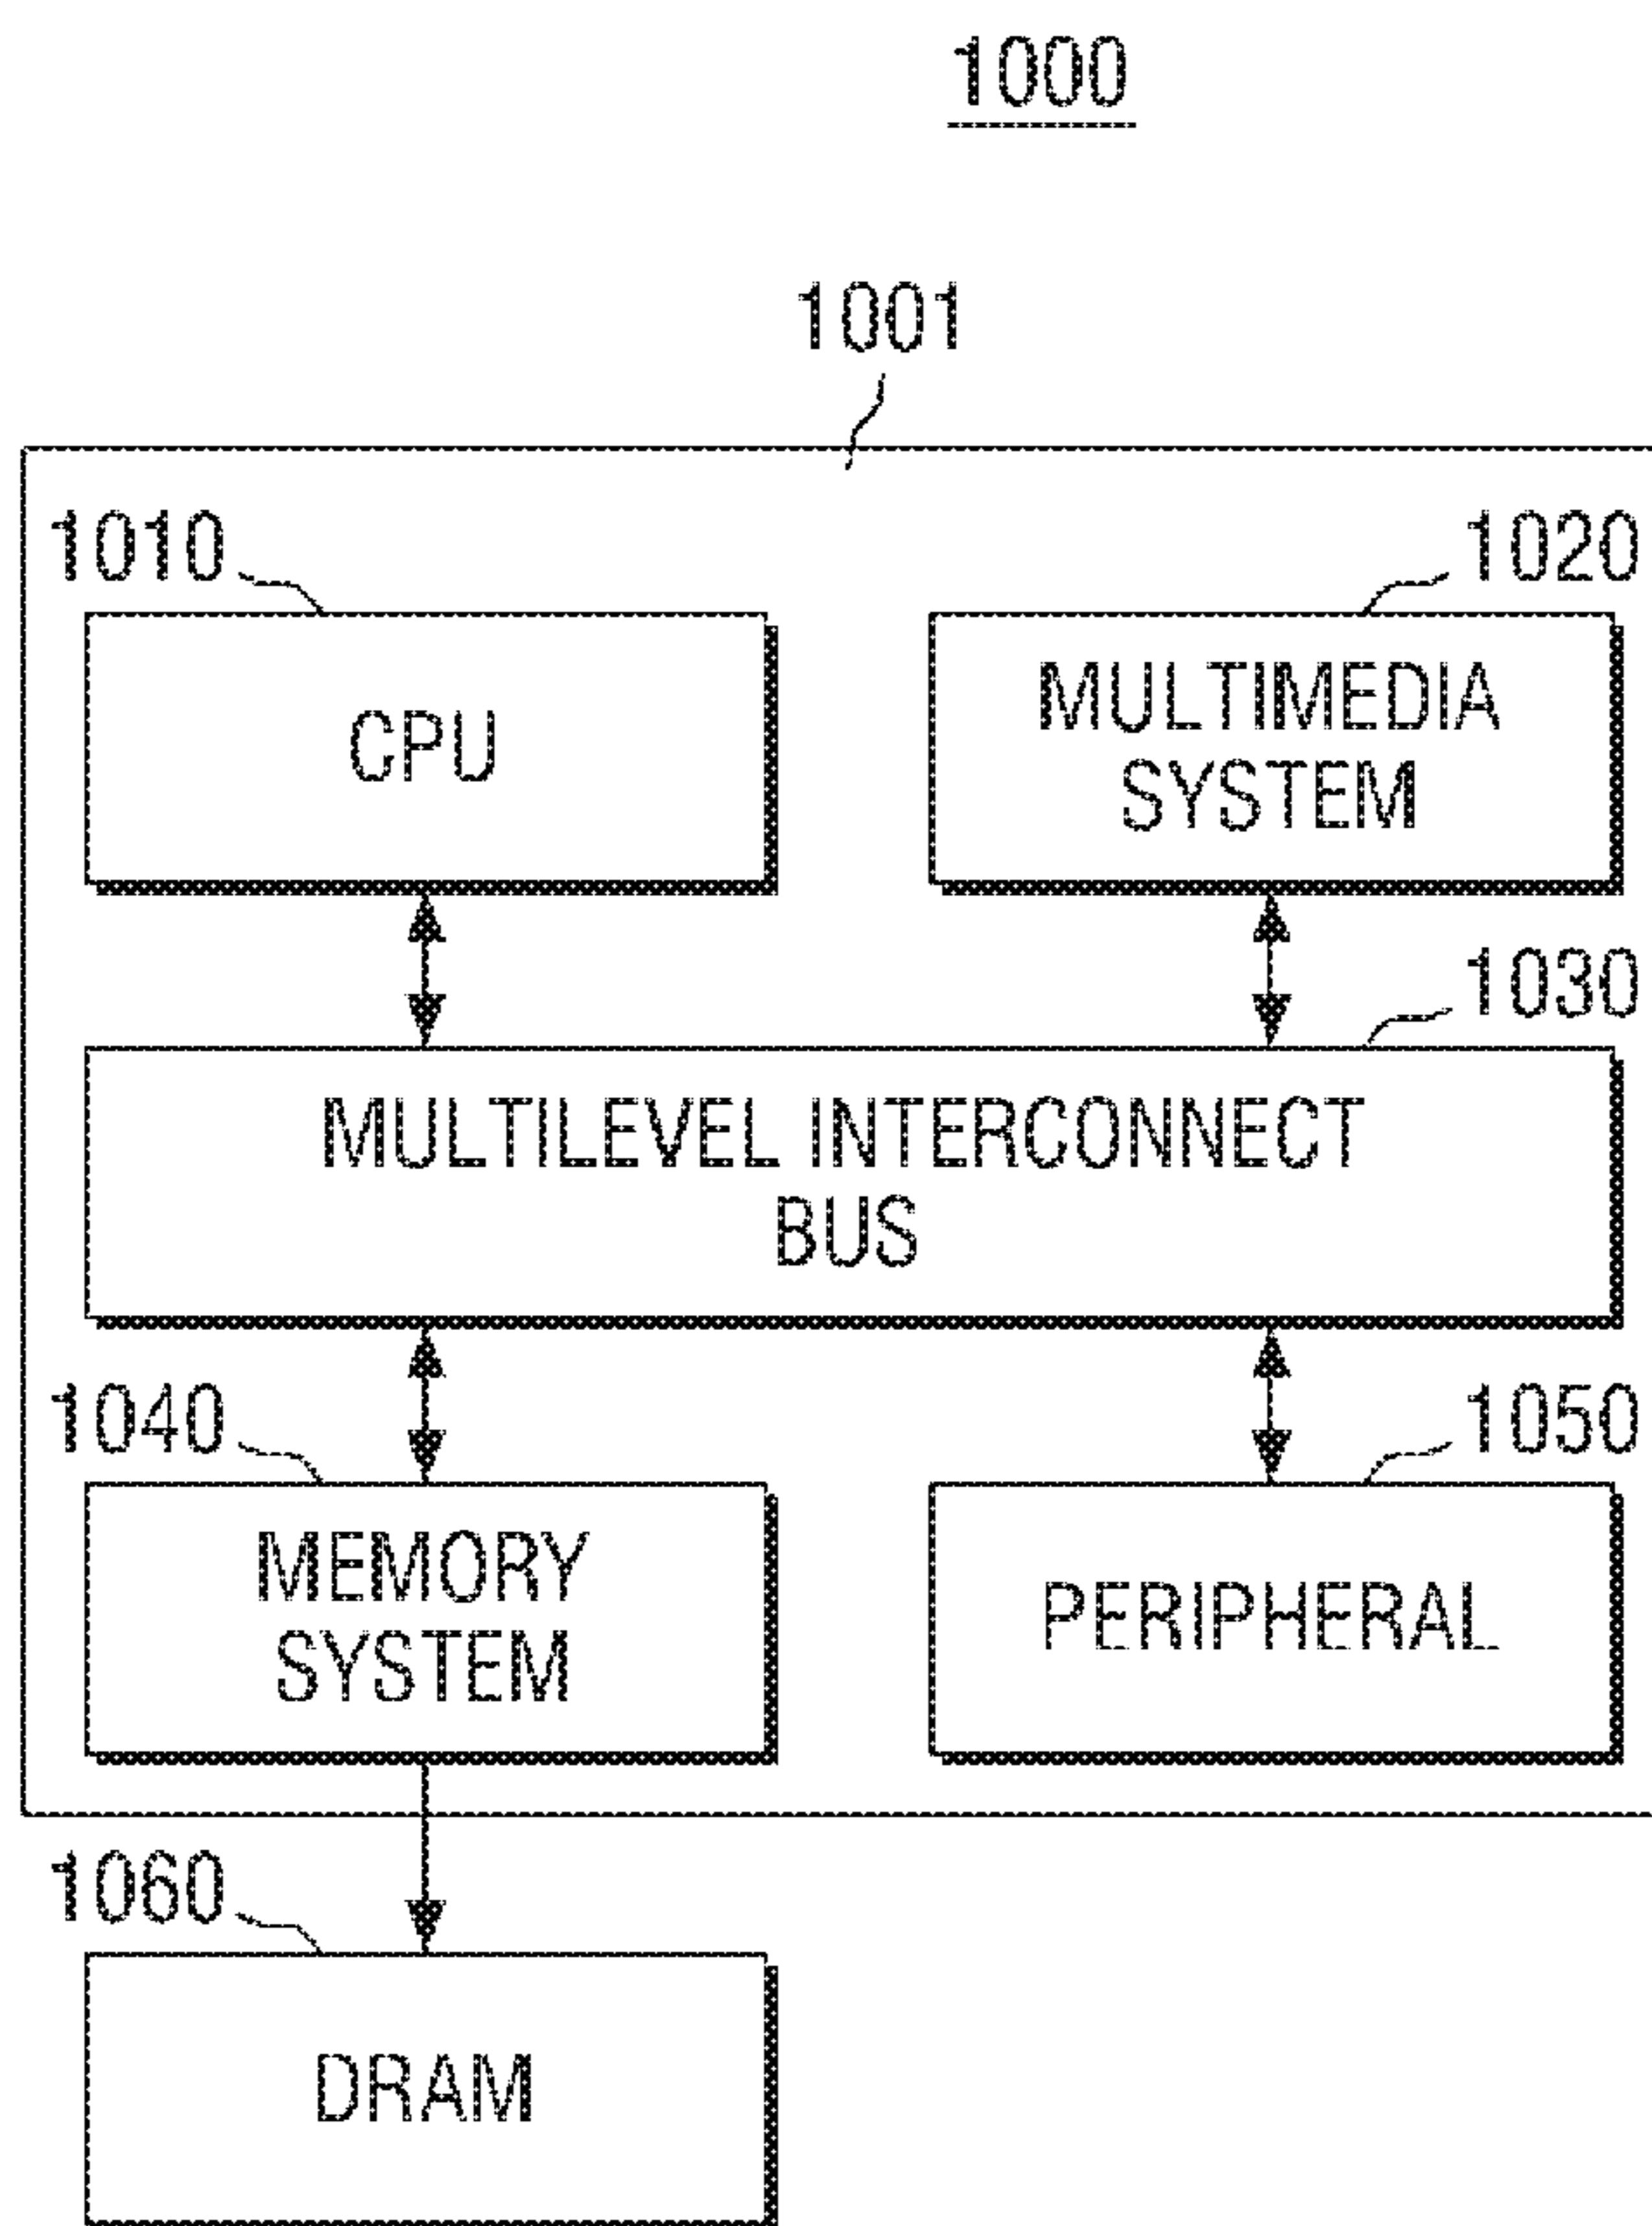 1000
1001
1010
1020
CPU
MULTIMEDIA
SYSTEM
1030
MULTILEVEL INTERCONNECT
BUS
1040
1050
MEMORY
SYSTEM
PERIPHERAL
1060
DRAM